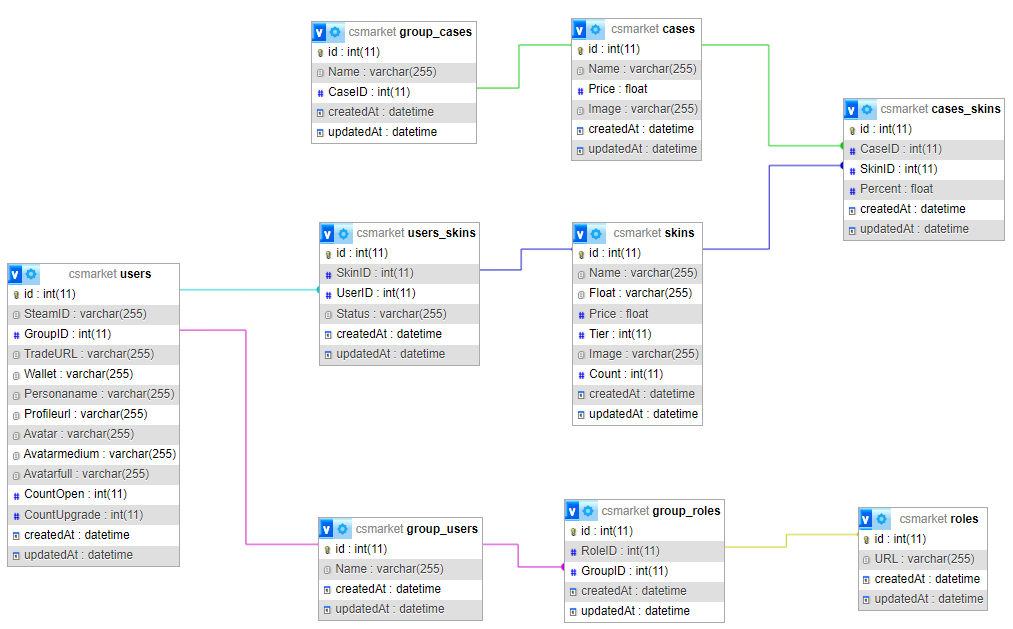 csmarket group_cases
id : int(11)
Name : varchar(255)
CaseID : int(11)
createdAt : datetime
updatedAt : datetime
csmarket cases
id : int(11)
Name : varchar(255)
Price : float
Image : varchar(255)
createdAt : datetime
updatedAt : datetime
csmarket cases_skins
id : int(11)
CaseID : int(11)
SkinID : int(11)
Percent : float
createdAt : datetime
updatedAt : datetime
csmarket users_skins
id : int(11)
SkinID : int(11)
UserID : int(11)
Status : varchar(255)
createdAt : datetime
updatedAt : datetime
csmarket skins
id : int(11)
Name : varchar(255)
Float : varchar(255)
Price : float
Tier : int(11)
Image : varchar(255)
Count : int(11)
createdAt : datetime
updatedAt : datetime
csmarket users
id : int(11)
SteamID : varchar(255)
GroupID : int(11)
TradeURL : varchar(255)
Wallet : varchar(255)
Personaname : varchar(255)
Profileurl : varchar(255)
Avatar : varchar(255)
Avatarmedium : varchar(255)
Avatarfull : varchar(255)
CountOpen : int(11)
CountUpgrade : int(11)
createdAt : datetime
updatedAt : datetime
csmarket group_users
id : int(11)
Name : varchar(255)
createdAt : datetime
updatedAt : datetime
csmarket group_roles
id : int(11)
RoleID : int(11)
GroupID : int(11)
createdAt : datetime
updatedAt : datetime
csmarket roles
id : int(11)
URL : varchar(255)
createdAt : datetime
updatedAt : datetime